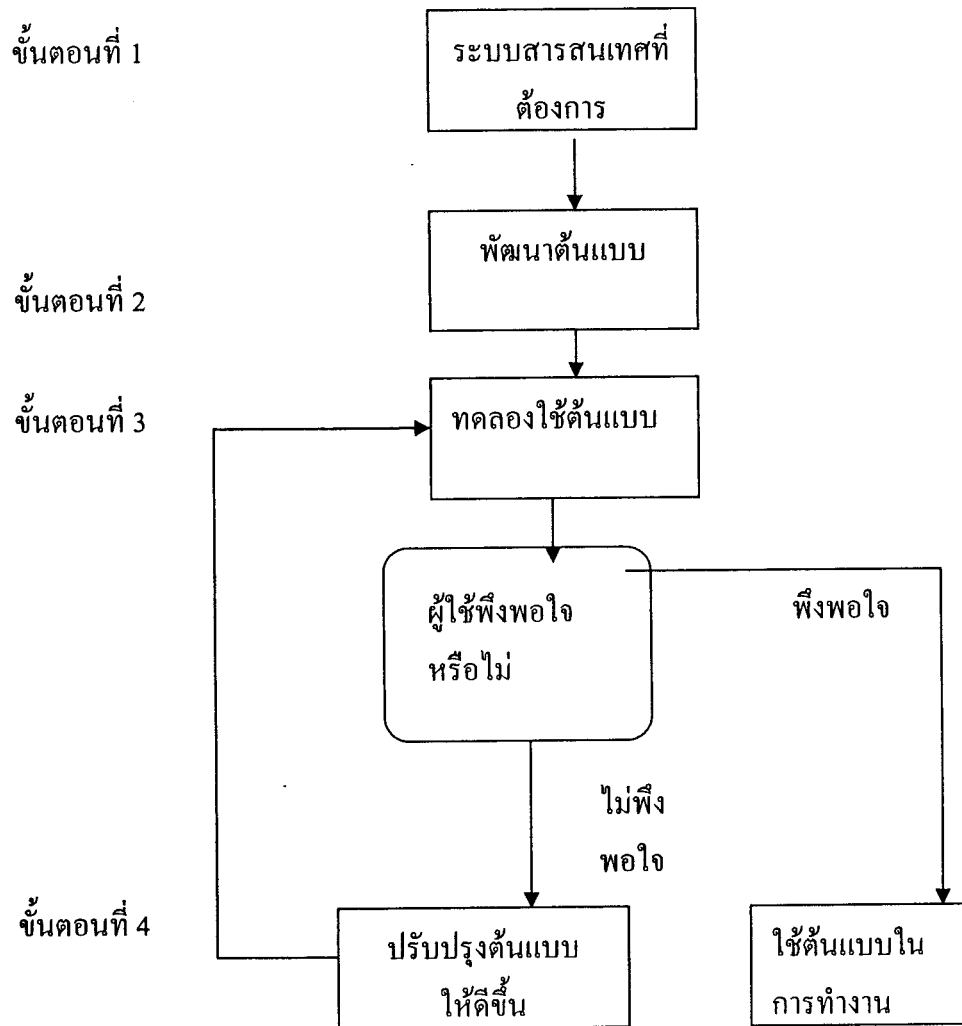 ขั้นตอนที่ 1
ระบบสารสนเทศที่
ต้องการ
พัฒนาต้นแบบ
ขั้นตอนที่ 2
ขั้นตอนที่ 3
ทดลองใช้ต้นแบบ
ผู้ใช้พึงพอใจ
หรือไม่
พึงพอใจ
ไม่พึง
พอใจ
ขั้นตอนที่ 4
ปรับปรุงต้นแบบ
ให้ดีขึ้น
ใช้ต้นแบบใน
การทำงาน